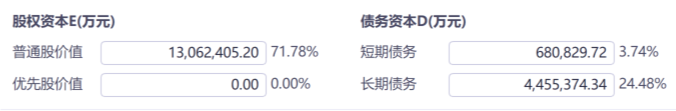 股权资本E(万元) 债务资本D(万元)
普通股价值 13,062,405.20 71.78% 短期债务 680,829.72 3.74%
优先股价值 0.00 0.00% 长期债务 4,455,374.34 24.48%